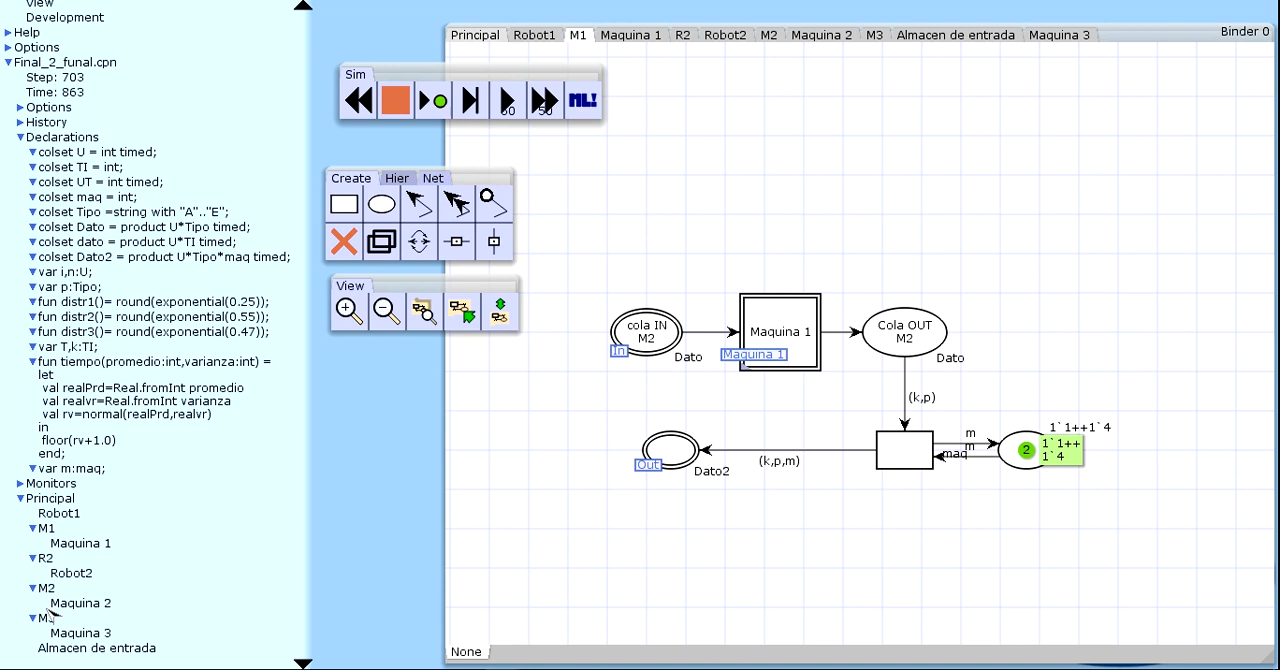 View
Development
Help
Options
Final_2_funal.cpn
Step: 703
Time: 863
Options
History
Declarations
colset U = int timed;
colset TI = int;
colset UT = int timed;
colset maq = int;
colset Tipo =string with "A".."E";
colset Dato = product U*Tipo timed;
colset dato = product U*TI timed;
colset Dato2 = product U*Tipo*maq timed;
var i,n:U;
var p:Tipo;
fun distr1()= round(exponential(0.25));
fun distr2()= round(exponential(0.55));
fun distr3()= round(exponential(0.47));
var T,k:TI;
fun tiempo(promedio:int,varianza:int) =
let
val realPrd=Real.fromInt promedio
val realvr=Real.fromInt varianza
val rv=normal(realPrd,realvr)
in
floor(rv+1.0)
end;
var m:maq;
Monitors
Principal
Robot1
M1
Maquina 1
R2
Robot2
M2
Maquina 2
Maquina 3
Almacen de entrada
Sim
50
50
ML!
Create Hier Net
View
Principal Robot1 M1 Maquina 1 R2 Robot2 M2 Maquina 2 M3 Almacen de entrada Maquina 3
Binder 0
cola IN
M2
In
Dato
Maquina 1
Maquina 1
Cola OUT
M2
Dato
(k,p)
m
m
maq
1`1++1`4
2
1`1++
1`4
(k,p,m)
Out
Dato2
None